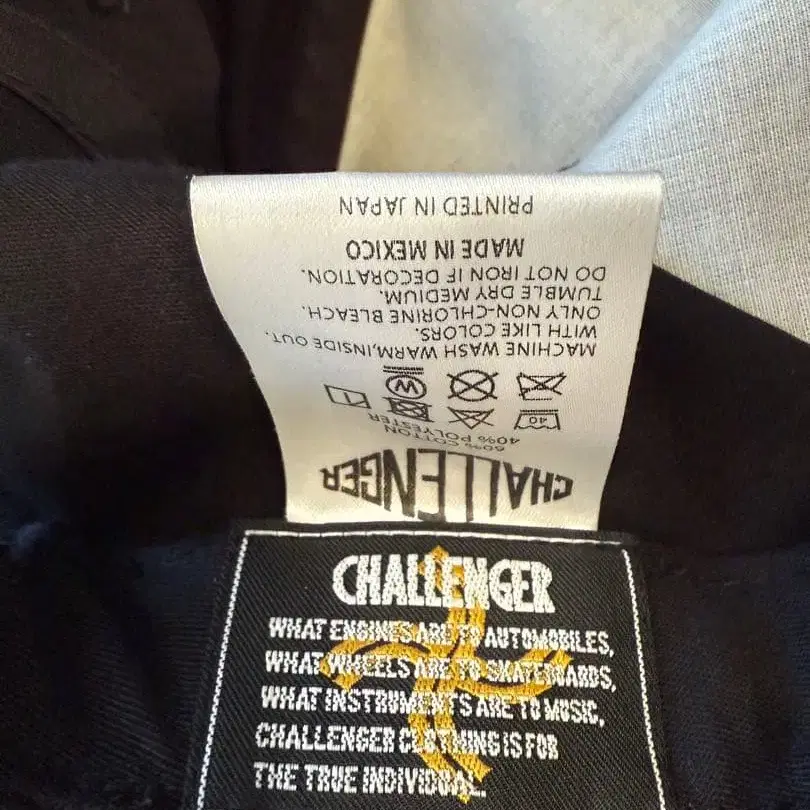 CHALLENGER
60% COTTON
40% POLYESTER
40
W
MACHINE WASH WARM,INSIDE OUT.
WITH LIKE COLORS.
ONLY NON-CHLORINE BLEACH.
TUMBLE DRY MEDIUM.
DO NOT IRON IF DECORATION.
MADE IN MEXICO
PRINTED IN JAPAN
CHALLENGER
WHAT ENGINES ARE TO AUTOMOBILES,
WHAT WHEELS ARE TO SKATEBOARDS,
WHAT INSTRUMENTS ARE TO MUSIC,
CHALLENGER CLOTHING IS FOR
THE TRUE INDIVIDUAL.